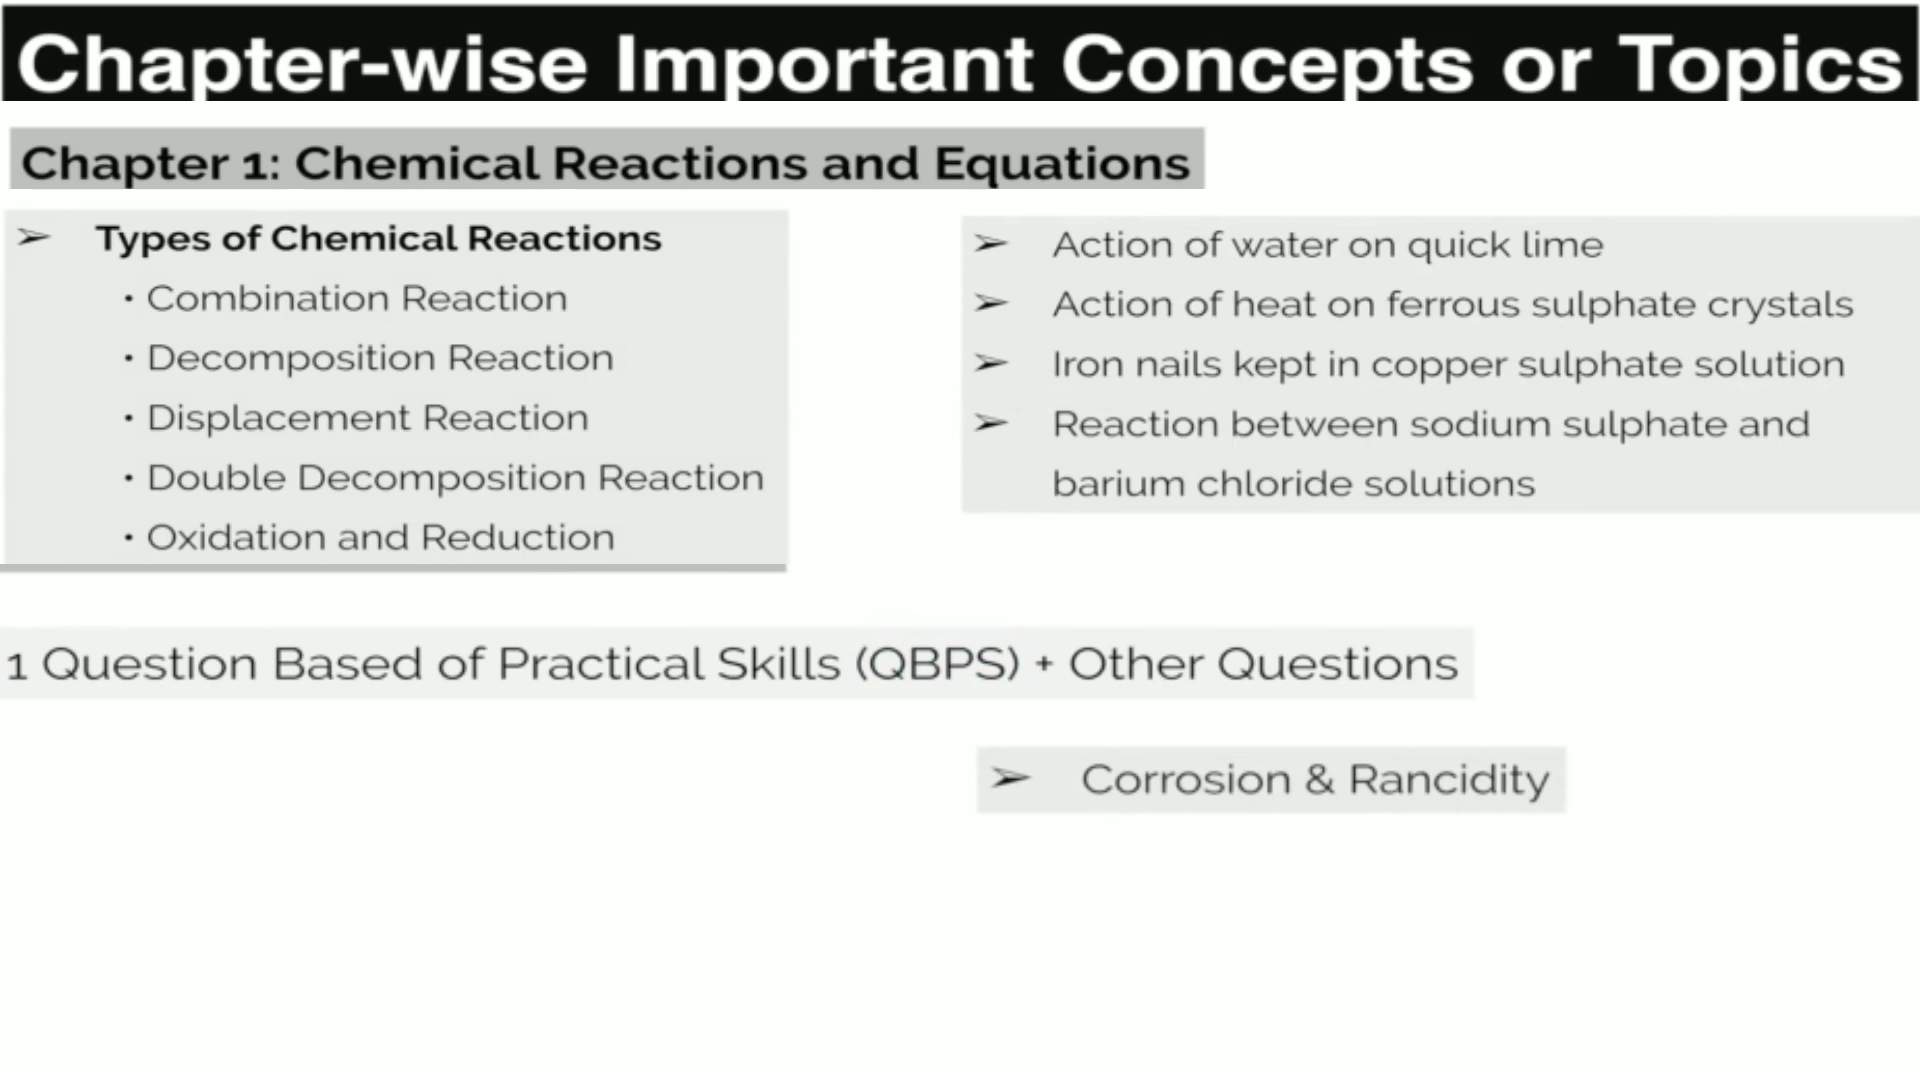 Chapter-wise Important Concepts or Topics
Chapter 1: Chemical Reactions and Equations
➢ Types of Chemical Reactions
• Combination Reaction
• Decomposition Reaction
• Displacement Reaction
• Double Decomposition Reaction
• Oxidation and Reduction
➢ Action of water on quick lime
➢ Action of heat on ferrous sulphate crystals
➢ Iron nails kept in copper sulphate solution
➢ Reaction between sodium sulphate and
barium chloride solutions
1 Question Based of Practical Skills (QBPS) + Other Questions
➢ Corrosion & Rancidity